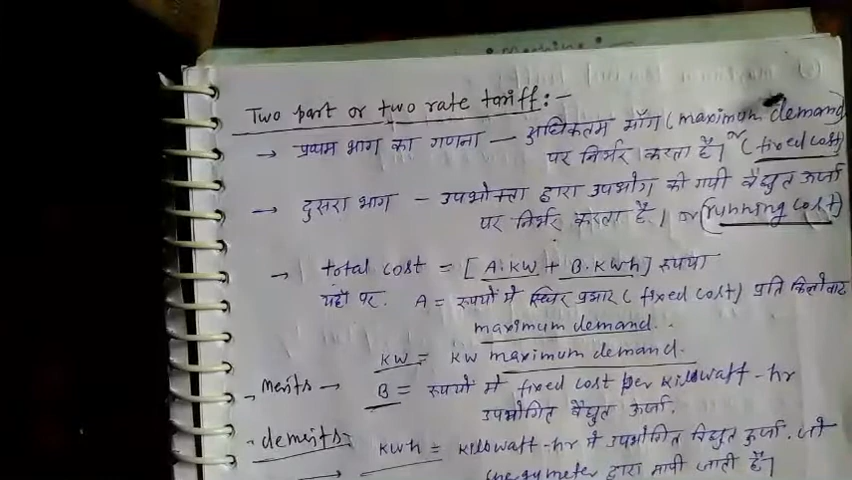 Machine :-
Two part or two rate tariff :-
→ प्रथम भाग का गणना — अधिकतम माँग (maximum demand)
पर निर्भर करता है। or (fixed cost)
→ दुसरा भाग - उपभोक्ता द्वारा उपभोग की गयी वैद्युत ऊर्जा
पर निर्भर करता है। or (running cost)
→ total cost = [A.KW + B.KWh] रुपया
यहाँ पर. A = रुपयों में स्थिर प्रभार (fixed cost) प्रति किलोवाट
maximum demand.
KW = KW maximum demand.
, merits → B = रुपयों में fixed cost per Kilowatt-hr
उपभोगित वैद्युत ऊर्जा.
demerits KWh = Kilowatt-hr में उपभोगित विद्युत ऊर्जा. जो
energymeter द्वारा मापी जाती है।